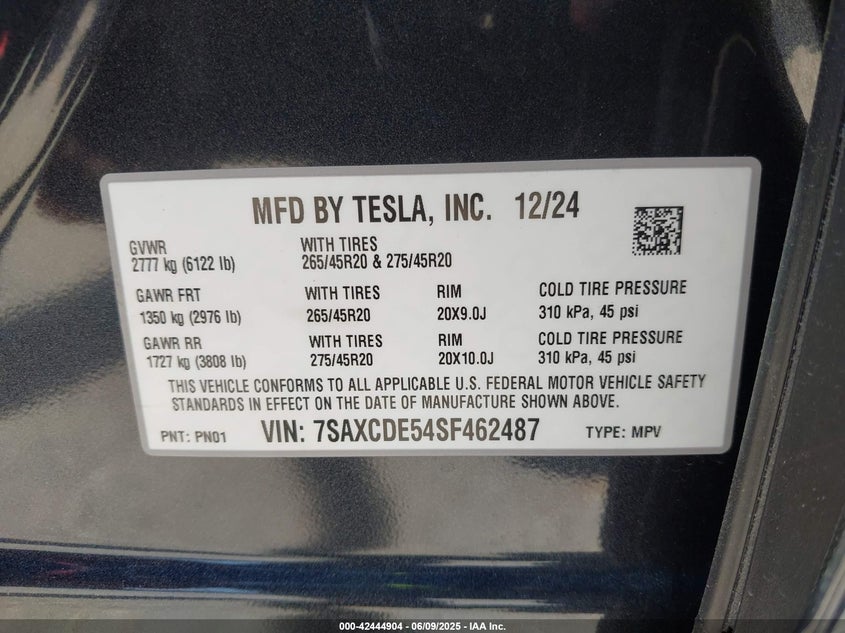 MFD BY TESLA, INC. 12/24
GVWR WITH TIRES
2777 kg (6122 lb) 265/45R20 & 275/45R20
GAWR FRT WITH TIRES RIM COLD TIRE PRESSURE
1350 kg (2976 lb) 265/45R20 20X9.0J 310 kPa, 45 psi
GAWR RR WITH TIRES RIM COLD TIRE PRESSURE
1727 kg (3808 lb) 275/45R20 20X10.0J 310 kPa, 45 psi
THIS VEHICLE CONFORMS TO ALL APPLICABLE U.S. FEDERAL MOTOR VEHICLE SAFETY
STANDARDS IN EFFECT ON THE DATE OF MANUFACTURE SHOWN ABOVE.
PNT: PN01 VIN: 7SAXCDE54SF462487 TYPE: MPV
000-42444904 - 06/09/2025 - IAA Inc.